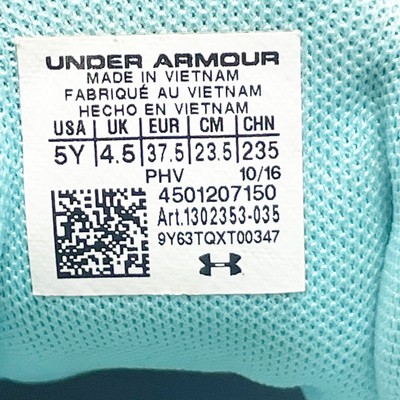 UNDER ARMOUR
MADE IN VIETNAM
FABRIQUÉ AU VIETNAM
HECHO EN VIETNAM
USA | UK | EUR | CM | CHN
5Y | 4.5 | 37.5 | 23.5 | 235
PHV 10/16
4501207150
Art.1302353-035
9Y63TQXT00347